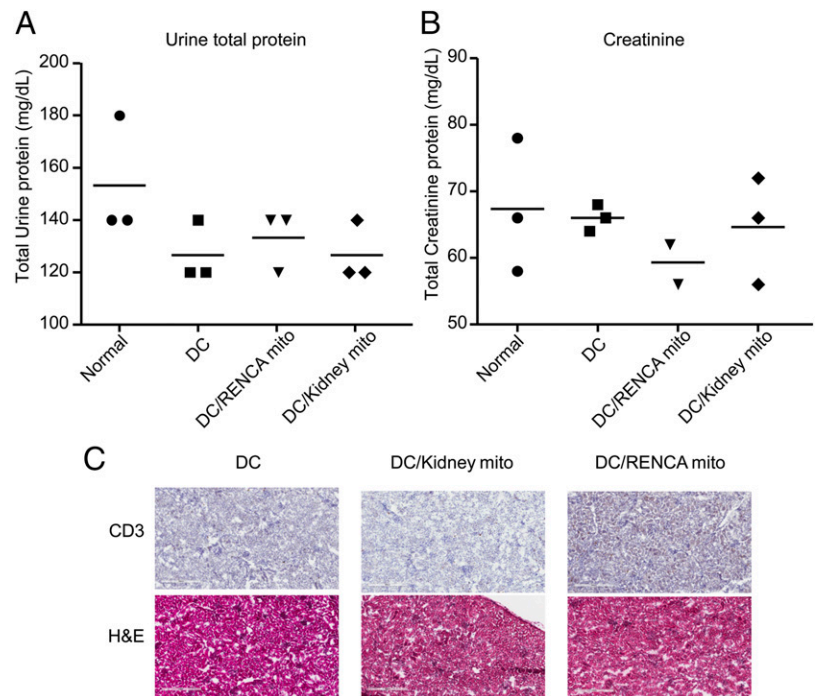 A
Urine total protein
Total Urine protein (mg/dL)
200
180
160
140
120
100
Normal
DC
DC/RENCA mito
DC/Kidney mito
B
Creatinine
Total Creatinine protein (mg/dL)
90
80
70
60
50
Normal
DC
DC/RENCA mito
DC/Kidney mito
C
DC
DC/Kidney mito
DC/RENCA mito
CD3
H&E